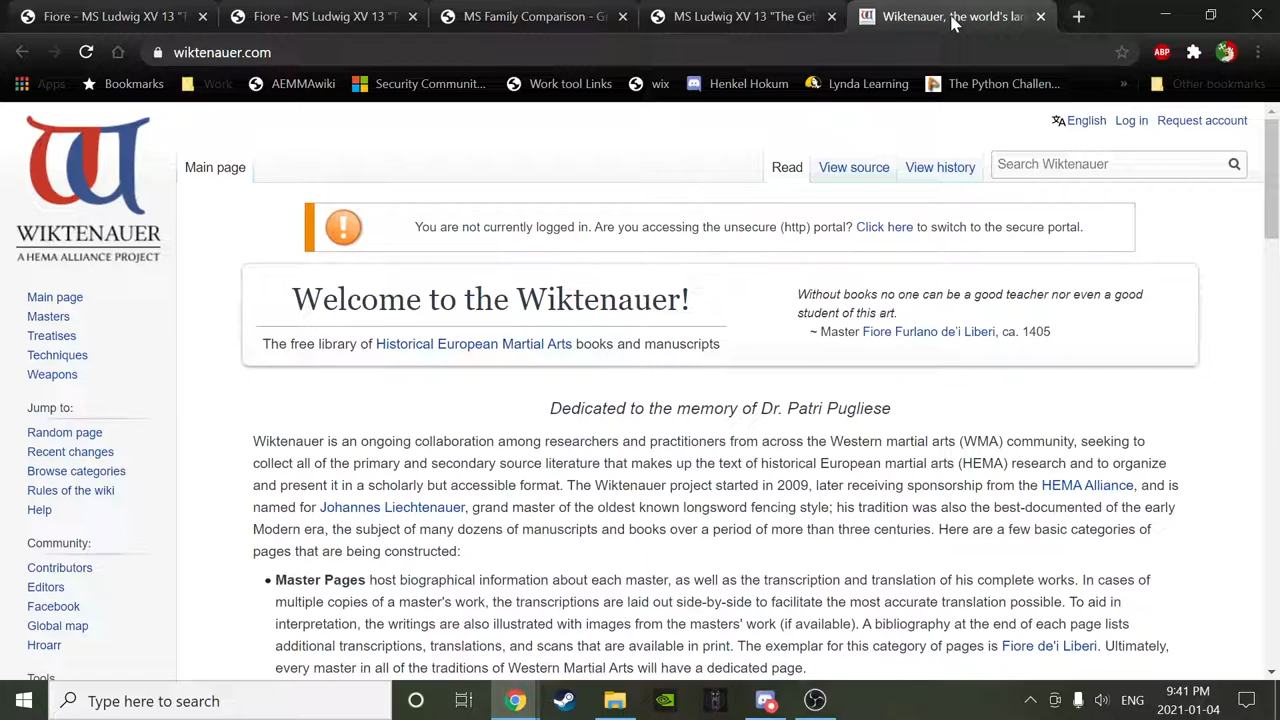 Fiore - MS Ludwig XV 13 "T
Fiore - MS Ludwig XV 13 "T
MS Family Comparison - G
MS Ludwig XV 13 "The Get
Wiktenauer, the world's lar
wiktenauer.com
ABP
Apps
Bookmarks
Work
AEMMAwiki
Security Communit...
Work tool Links
wix
Henkel Hokum
Lynda Learning
The Python Challen...
»
Other bookmarks
English Log in Request account
Main page
Read
View source
View history
Search Wiktenauer
WIKTENAUER
A HEMA ALLIANCE PROJECT
Main page
Masters
Treatises
Techniques
Weapons
Jump to:
Random page
Recent changes
Browse categories
Rules of the wiki
Help
Community:
Contributors
Editors
Facebook
Global map
Hroarr
Tools
You are not currently logged in. Are you accessing the unsecure (http) portal? Click here to switch to the secure portal.
Welcome to the Wiktenauer!
The free library of Historical European Martial Arts books and manuscripts
Without books no one can be a good teacher nor even a good
student of this art.
~ Master Fiore Furlano de'i Liberi, ca. 1405
Dedicated to the memory of Dr. Patri Pugliese
Wiktenauer is an ongoing collaboration among researchers and practitioners from across the Western martial arts (WMA) community, seeking to
collect all of the primary and secondary source literature that makes up the text of historical European martial arts (HEMA) research and to organize
and present it in a scholarly but accessible format. The Wiktenauer project started in 2009, later receiving sponsorship from the HEMA Alliance, and is
named for Johannes Liechtenauer, grand master of the oldest known longsword fencing style; his tradition was also the best-documented of the early
Modern era, the subject of many dozens of manuscripts and books over a period of more than three centuries. Here are a few basic categories of
pages that are being constructed:
• Master Pages host biographical information about each master, as well as the transcription and translation of his complete works. In cases of
multiple copies of a master's work, the transcriptions are laid out side-by-side to facilitate the most accurate translation possible. To aid in
interpretation, the writings are also illustrated with images from the masters' work (if available). A bibliography at the end of each page lists
additional transcriptions, translations, and scans that are available in print. The exemplar for this category of pages is Fiore de'i Liberi. Ultimately,
every master in all of the traditions of Western Martial Arts will have a dedicated page.
Type here to search
ENG
9:41 PM
2021-01-04